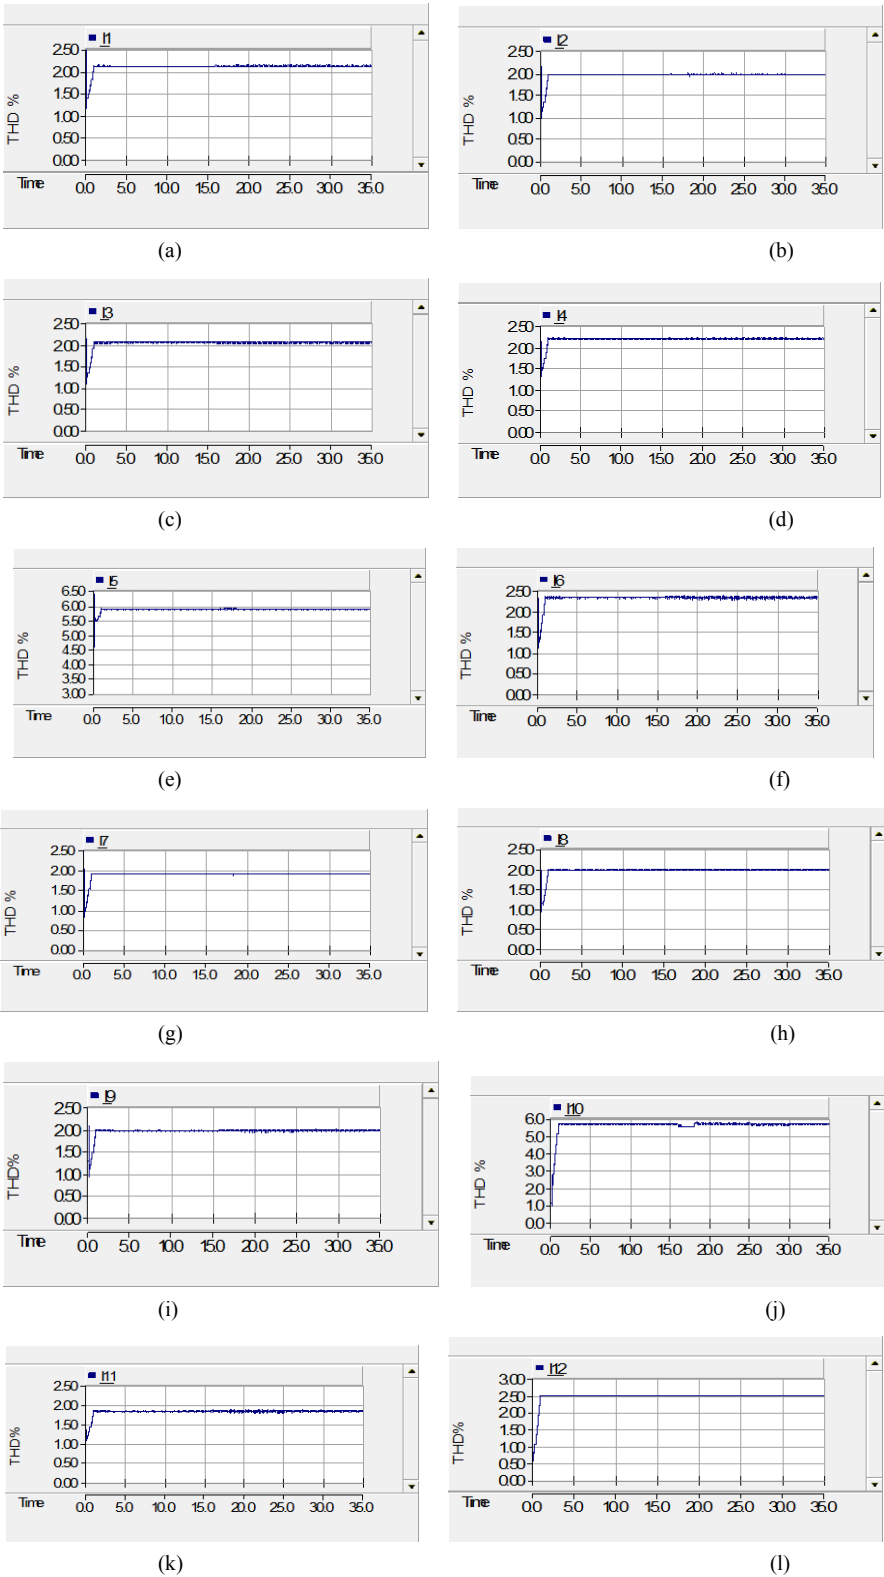 I1
I2
THD %
2.50
2.00
1.50
1.00
0.50
0.00
THD %
2.50
2.00
1.50
1.00
0.50
0.00
Time 0.0 5.0 10.0 15.0 20.0 25.0 30.0 35.0
Time 0.0 5.0 10.0 15.0 20.0 25.0 30.0 35.0
(a)
(b)
I3
I4
THD %
2.50
2.00
1.50
1.00
0.50
0.00
THD %
2.50
2.00
1.50
1.00
0.50
0.00
Time 0.0 5.0 10.0 15.0 20.0 25.0 30.0 35.0
Time 0.0 5.0 10.0 15.0 20.0 25.0 30.0 35.0
(c)
(d)
I5
I6
THD %
6.50
6.00
5.50
5.00
4.50
4.00
3.50
3.00
THD %
2.50
2.00
1.50
1.00
0.50
0.00
Time 0.0 5.0 10.0 15.0 20.0 25.0 30.0 35.0
Time 0.0 5.0 10.0 15.0 20.0 25.0 30.0 35.0
(e)
(f)
I7
I8
THD %
2.50
2.00
1.50
1.00
0.50
0.00
THD %
2.50
2.00
1.50
1.00
0.50
0.00
Time 0.0 5.0 10.0 15.0 20.0 25.0 30.0 35.0
Time 0.0 5.0 10.0 15.0 20.0 25.0 30.0 35.0
(g)
(h)
I9
I10
THD%
2.50
2.00
1.50
1.00
0.50
0.00
THD %
6.0
5.0
4.0
3.0
2.0
1.0
0.0
Time 0.0 5.0 10.0 15.0 20.0 25.0 30.0 35.0
Time 0.0 5.0 10.0 15.0 20.0 25.0 30.0 35.0
(i)
(j)
I11
I12
THD%
2.50
2.00
1.50
1.00
0.50
0.00
THD%
3.00
2.50
2.00
1.50
1.00
0.50
0.00
Time 0.0 5.0 10.0 15.0 20.0 25.0 30.0 35.0
Time 0.0 5.0 10.0 15.0 20.0 25.0 30.0 35.0
(k)
(l)